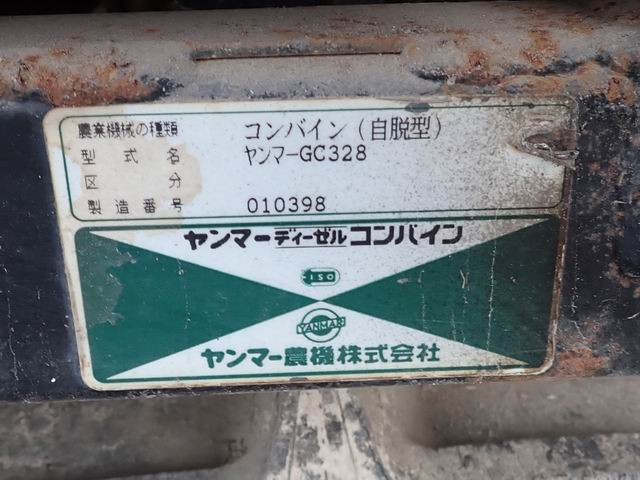 農業機械の種類 コンバイン(自脱型)
型式名 ヤンマーGC328
区分
製造番号 010398
ヤンマーディーゼルコンバイン
ISO
YANMAR
ヤンマー農機株式会社